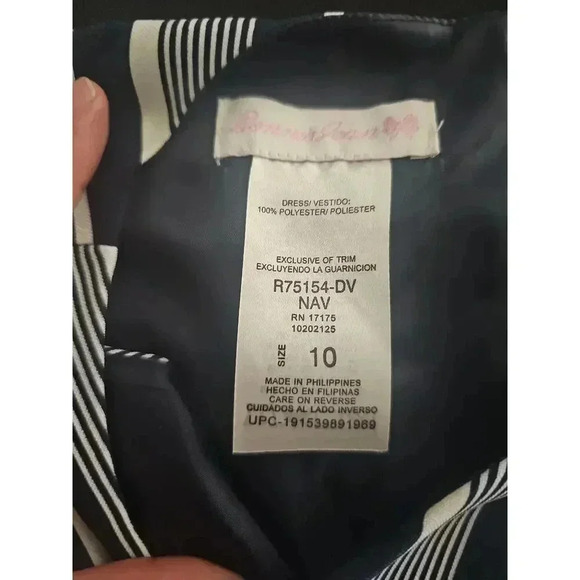 DRESS/ VESTIDO:
100% POLYESTER/ POLIESTER
EXCLUSIVE OF TRIM
EXCLUYENDO LA GUARNICION
R75154-DV
NAV
RN 17175
10202125
SIZE 10
MADE IN PHILIPPINES
HECHO EN FILIPINAS
CARE ON REVERSE
CUIDADOS AL LADO INVERSO
UPC-191539891969